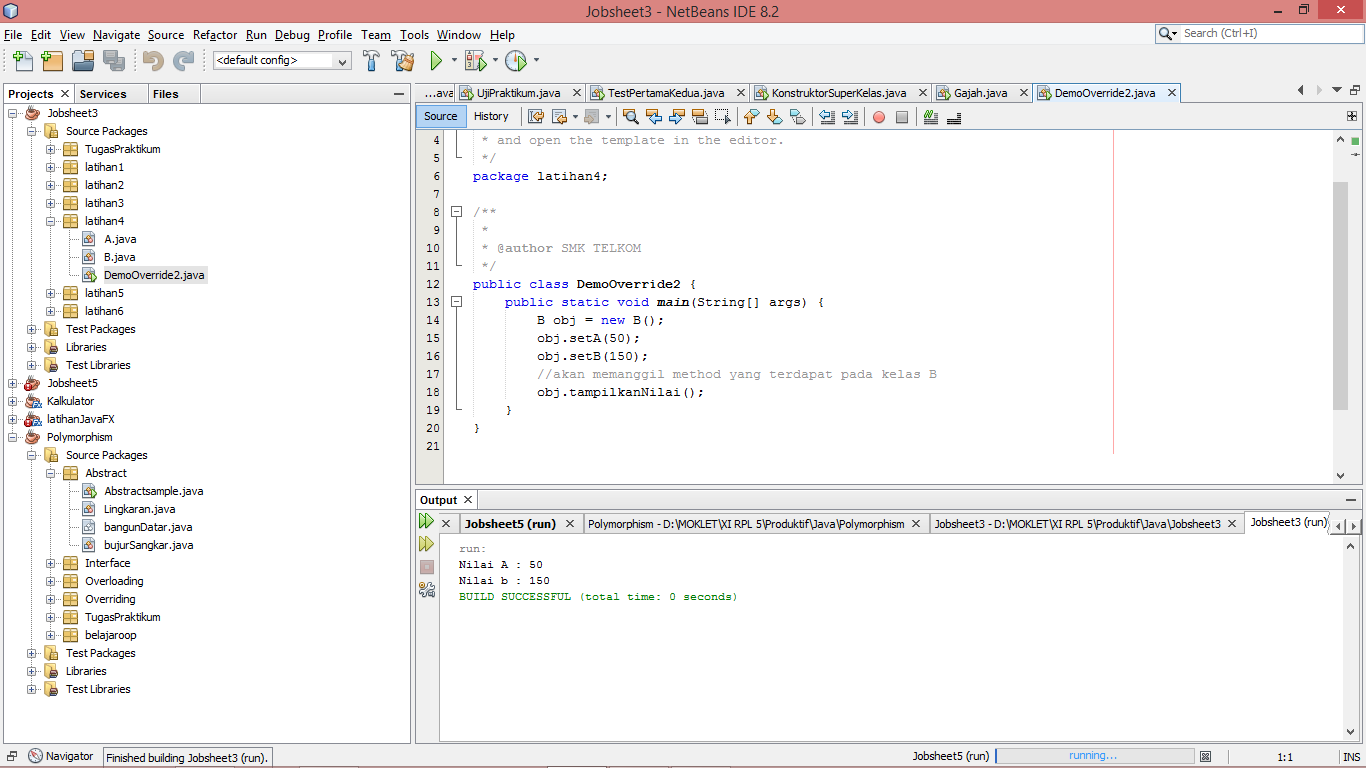 Jobsheet3 - NetBeans IDE 8.2
File Edit View Navigate Source Refactor Run Debug Profile Team Tools Window Help
Search (Ctrl+I)
<default config>
Projects Services Files
Jobsheet3
Source Packages
TugasPraktikum
latihan1
latihan2
latihan3
latihan4
A.java
B.java
DemoOverride2.java
latihan5
latihan6
Test Packages
Libraries
Test Libraries
Jobsheet5
Kalkulator
latihanJavaFX
Polymorphism
Source Packages
Abstract
Abstractsample.java
Lingkaran.java
bangunDatar.java
bujurSangkar.java
Interface
Overloading
Overriding
TugasPraktikum
belajaroop
Test Packages
Libraries
Test Libraries
...ava UjiPraktikum.java TestPertamaKedua.java KonstruktorSuperKelas.java Gajah.java DemoOverride2.java
Source History
4 * and open the template in the editor.
5 */
6 package latihan4;
7
8 /**
9 *
10 * @author SMK TELKOM
11 */
12 public class DemoOverride2 {
13 public static void main(String[] args) {
14 B obj = new B();
15 obj.setA(50);
16 obj.setB(150);
17 //akan memanggil method yang terdapat pada kelas B
18 obj.tampilkanNilai();
19 }
20 }
21
Output
Jobsheet5 (run) Polymorphism - D:\MOKLET\XI RPL 5\Produktif\Java\Polymorphism Jobsheet3 - D:\MOKLET\XI RPL 5\Produktif\Java\Jobsheet3 Jobsheet3 (run)
run:
Nilai A : 50
Nilai b : 150
BUILD SUCCESSFUL (total time: 0 seconds)
Navigator Finished building Jobsheet3 (run). Jobsheet5 (run) running... 1:1 INS